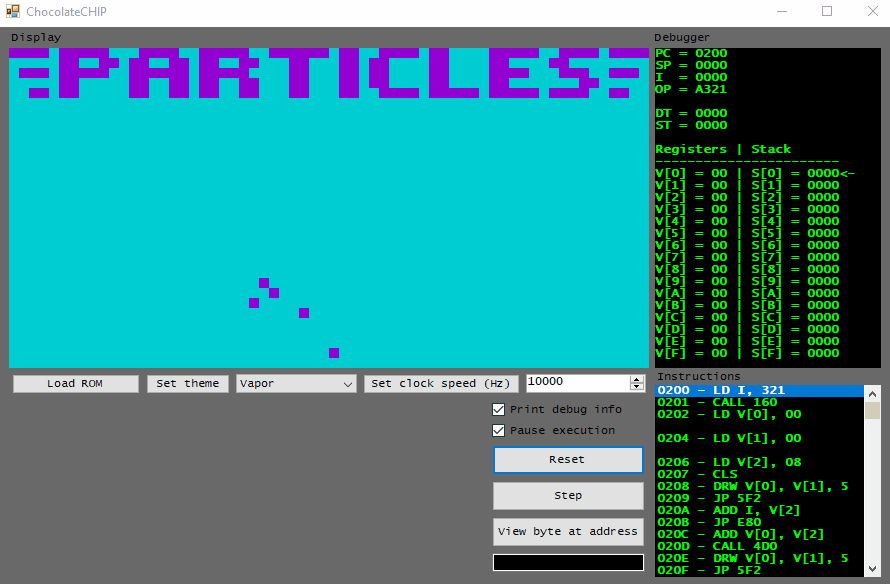 ChocolateCHIP
Display
PARTICLES
Load ROM
Set theme
Vapor
Set clock speed (Hz)
10000
Print debug info
Pause execution
Reset
Step
View byte at address
Debugger
PC = 0200
SP = 0000
I  = 0000
OP = A321
DT = 0000
ST = 0000
Registers | Stack
-----------------------
V[0] = 00 | S[0] = 0000<-
V[1] = 00 | S[1] = 0000
V[2] = 00 | S[2] = 0000
V[3] = 00 | S[3] = 0000
V[4] = 00 | S[4] = 0000
V[5] = 00 | S[5] = 0000
V[6] = 00 | S[6] = 0000
V[7] = 00 | S[7] = 0000
V[8] = 00 | S[8] = 0000
V[9] = 00 | S[9] = 0000
V[A] = 00 | S[A] = 0000
V[B] = 00 | S[B] = 0000
V[C] = 00 | S[C] = 0000
V[D] = 00 | S[D] = 0000
V[E] = 00 | S[E] = 0000
V[F] = 00 | S[F] = 0000
Instructions
0200 - LD I, 321
0201 - CALL 160
0202 - LD V[0], 00
0204 - LD V[1], 00
0206 - LD V[2], 08
0207 - CLS
0208 - DRW V[0], V[1], 5
0209 - JP 5F2
020A - ADD I, V[2]
020B - JP E80
020C - ADD V[0], V[2]
020D - CALL 4D0
020E - DRW V[0], V[1], 5
020F - JP 5F2